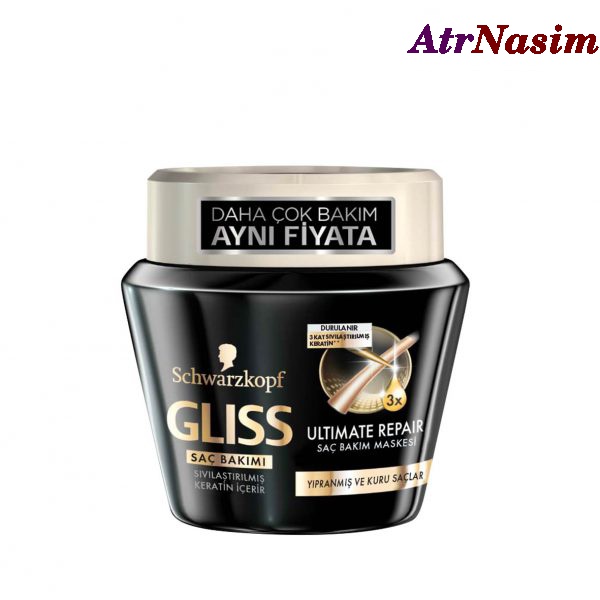 AtrNasim
DAHA ÇOK BAKIM
AYNI FİYATA
DURULANIR
3 KAT SIVILAŞTIRILMIŞ
KERATİN**
3x
Schwarzkopf
GLISS
SAÇ BAKIMI
SIVILAŞTIRILMIŞ
KERATİN İÇERİR
ULTIMATE REPAIR
SAÇ BAKIM MASKESİ
YIPRANMIŞ VE KURU SAÇLAR